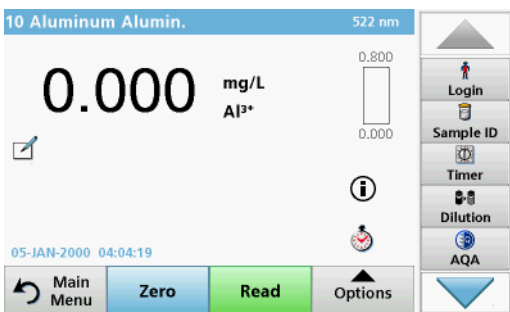 10 Aluminum Alumin.
522 nm
0.000
mg/L
Al³⁺
0.800
0.000
05-JAN-2000 04:04:19
Main
Menu
Zero
Read
Options
Login
Sample ID
Timer
Dilution
AQA